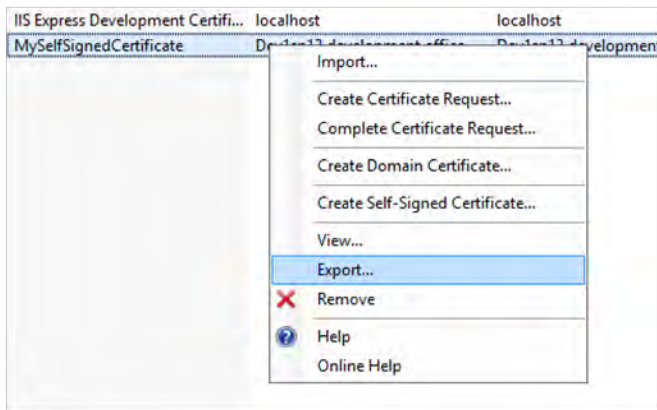 IIS Express Development Certifi... localhost localhost
MySelfSignedCertificate
Import...
Create Certificate Request...
Complete Certificate Request...
Create Domain Certificate...
Create Self-Signed Certificate...
View...
Export...
Remove
Help
Online Help